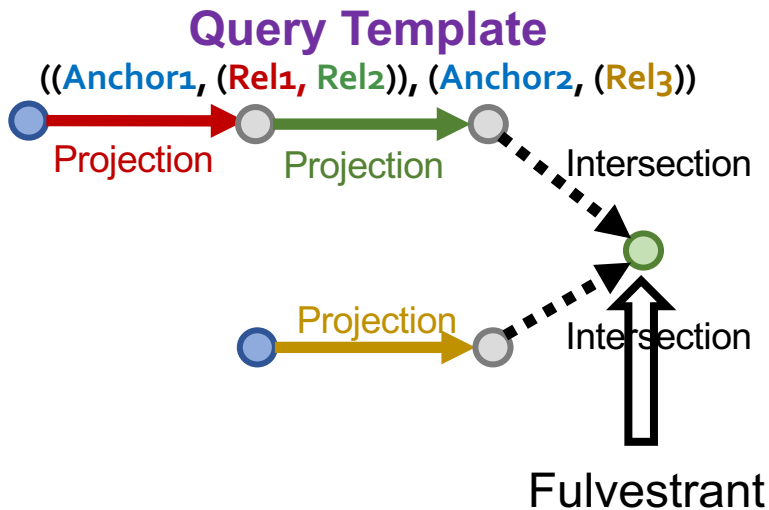 Query Template
((Anchor1, (Rel1, Rel2)), (Anchor2, (Rel3))
Projection
Projection
Intersection
Projection
Intersection
Fulvestrant